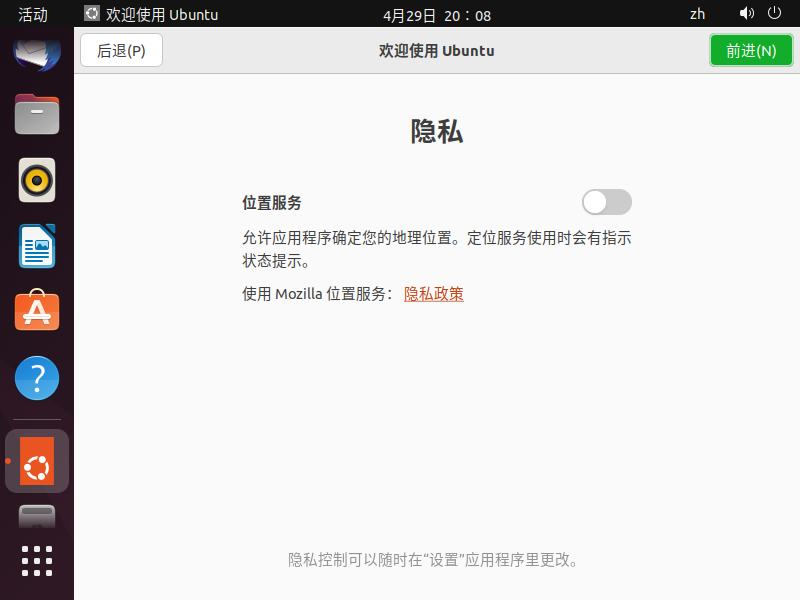 活动
欢迎使用 Ubuntu
4月29日 20：08
zh
后退(P)
欢迎使用 Ubuntu
前进(N)
隐私
位置服务
允许应用程序确定您的地理位置。定位服务使用时会有指示
状态提示。
使用 Mozilla 位置服务： 隐私政策
隐私控制可以随时在“设置”应用程序里更改。